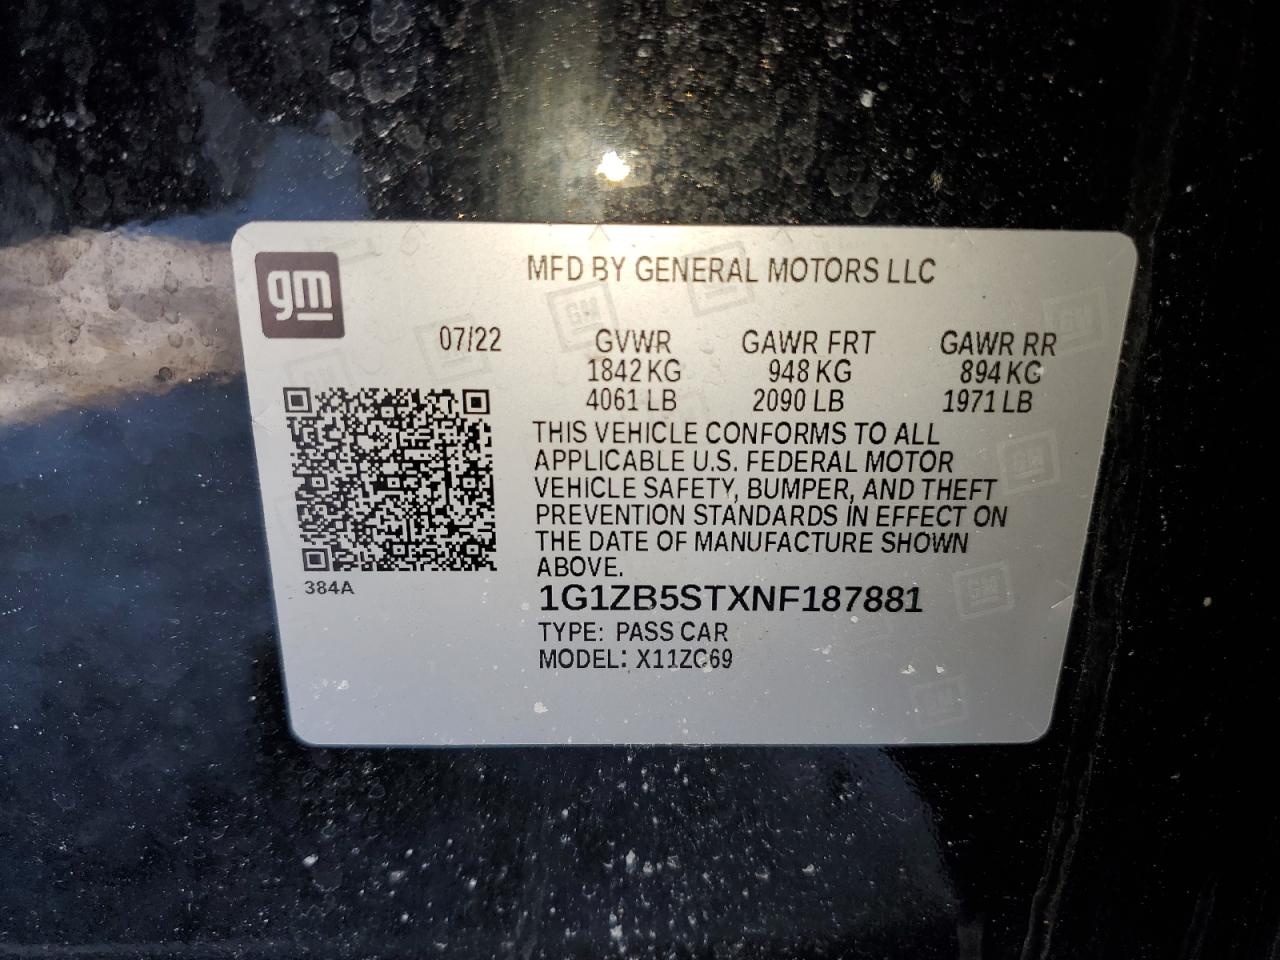 gm
MFD BY GENERAL MOTORS LLC
07/22 GVWR GAWR FRT GAWR RR
1842 KG 948 KG 894 KG
4061 LB 2090 LB 1971 LB
THIS VEHICLE CONFORMS TO ALL
APPLICABLE U.S. FEDERAL MOTOR
VEHICLE SAFETY, BUMPER, AND THEFT
PREVENTION STANDARDS IN EFFECT ON
THE DATE OF MANUFACTURE SHOWN
ABOVE.
384A
1G1ZB5STXNF187881
TYPE: PASS CAR
MODEL: X11ZC69